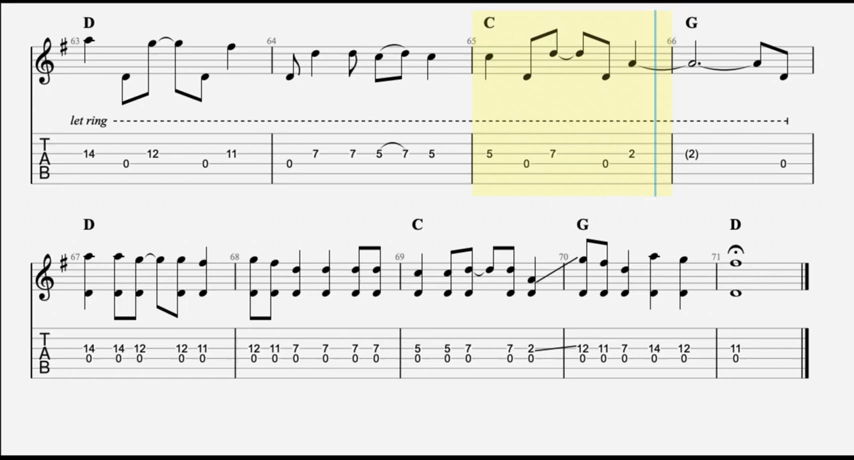 D C G
63 64 65 66
let ring
T 14 12 11 7 7 5 7 5 5 7 2 (2)
A 0 0 0 0 0 0
B
D C G D
67 68 69 70 71
T
A 14 14 12 12 11 12 11 7 7 7 7 5 5 7 7 2 12 11 7 14 12 11
B 0 0 0 0 0 0 0 0 0 0 0 0 0 0 0 0 0 0 0 0 0 0